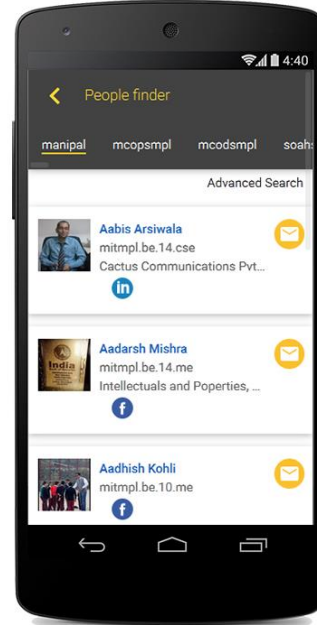 4:40
People finder
manipal mcopsmpl mcodsmpl soahs
Advanced Search
Aabis Arsiwala
mitmpl.be.14.cse
Cactus Communications Pvt...
in
Aadarsh Mishra
mitmpl.be.14.me
India
Intellectuals and Poperties, ...
f
Aadhish Kohli
mitmpl.be.10.me
f